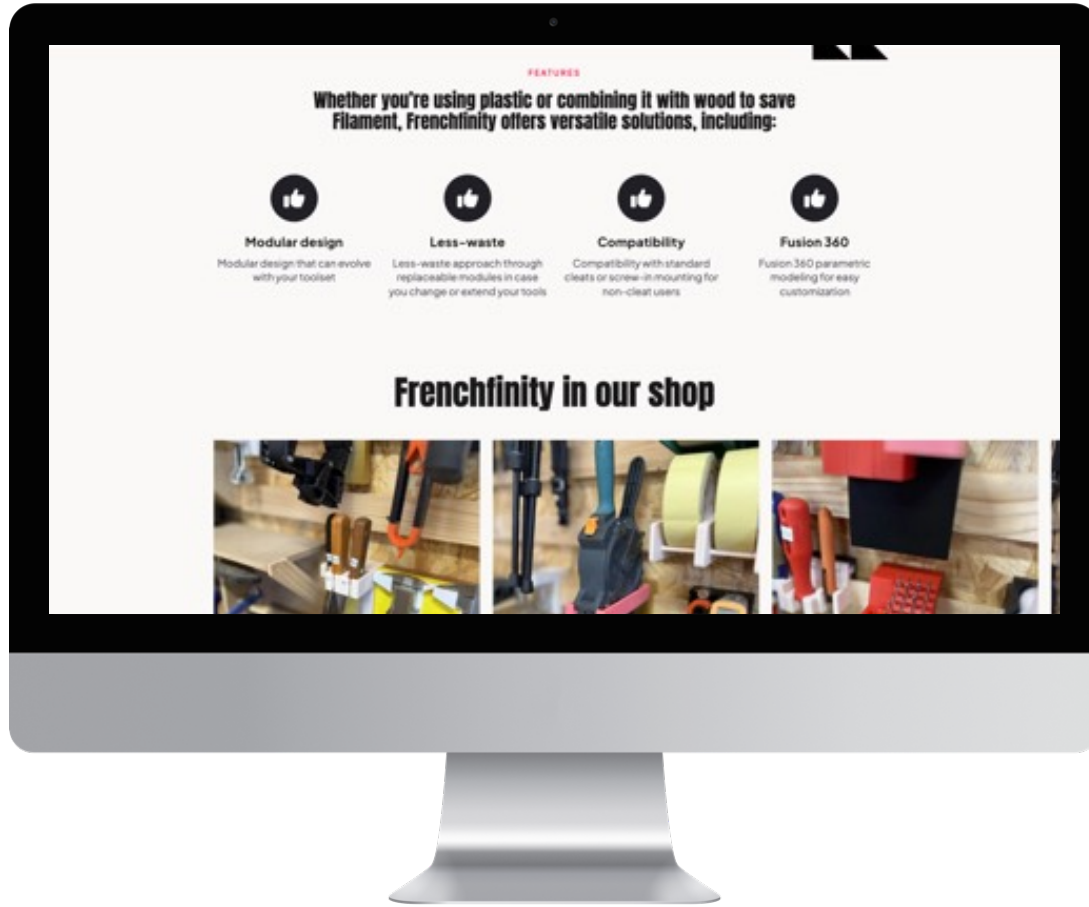 FEATURES
Whether you're using plastic or combining it with wood to save
Filament, Frenchfinity offers versatile solutions, including:
Modular design
Modular design that can evolve
with your toolset
Less-waste
Less-waste approach through
replaceable modules in case
you change or extend your tools
Compatibility
Compatibility with standard
cleats or screw-in mounting for
non-cleat users
Fusion 360
Fusion 360 parametric
modeling for easy
customization
Frenchfinity in our shop